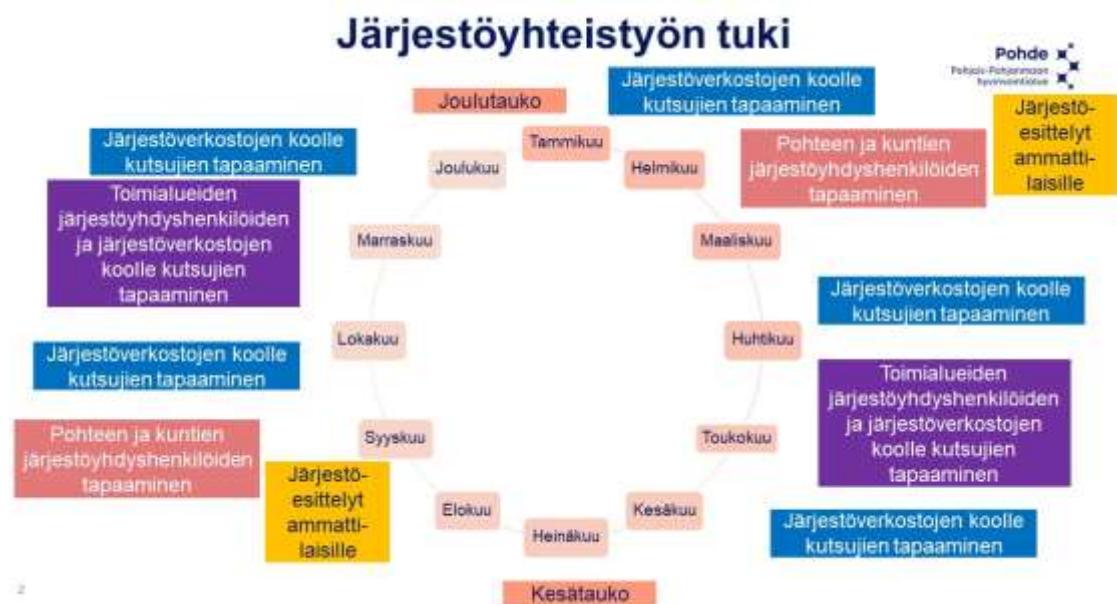 Järjestöyhteistyön tuki
Pohde
Pohjois-Pohjanmaan
hyvinvointialue
Joulutauko
Järjestöverkostojen koolle
kutsujien tapaaminen
Järjestö-
esittelyt
ammatti-
laisille
Pohteen ja kuntien
järjestöyhdyshenkilöiden
tapaaminen
Järjestöverkostojen koolle
kutsujien tapaaminen
Toimialueiden
järjestöyhdyshenkilöiden
ja järjestöverkostojen
koolle kutsujien
tapaaminen
Tammikuu
Helmikuu
Maaliskuu
Huhtikuu
Toukokuu
Kesäkuu
Heinäkuu
Elokuu
Syyskuu
Lokakuu
Marraskuu
Joulukuu
Järjestöverkostojen koolle
kutsujien tapaaminen
Toimialueiden
järjestöyhdyshenkilöiden
ja järjestöverkostojen
koolle kutsujien
tapaaminen
Järjestöverkostojen koolle
kutsujien tapaaminen
Järjestöverkostojen koolle
kutsujien tapaaminen
Pohteen ja kuntien
järjestöyhdyshenkilöiden
tapaaminen
Järjestö-
esittelyt
ammatti-
laisille
Kesätauko
2